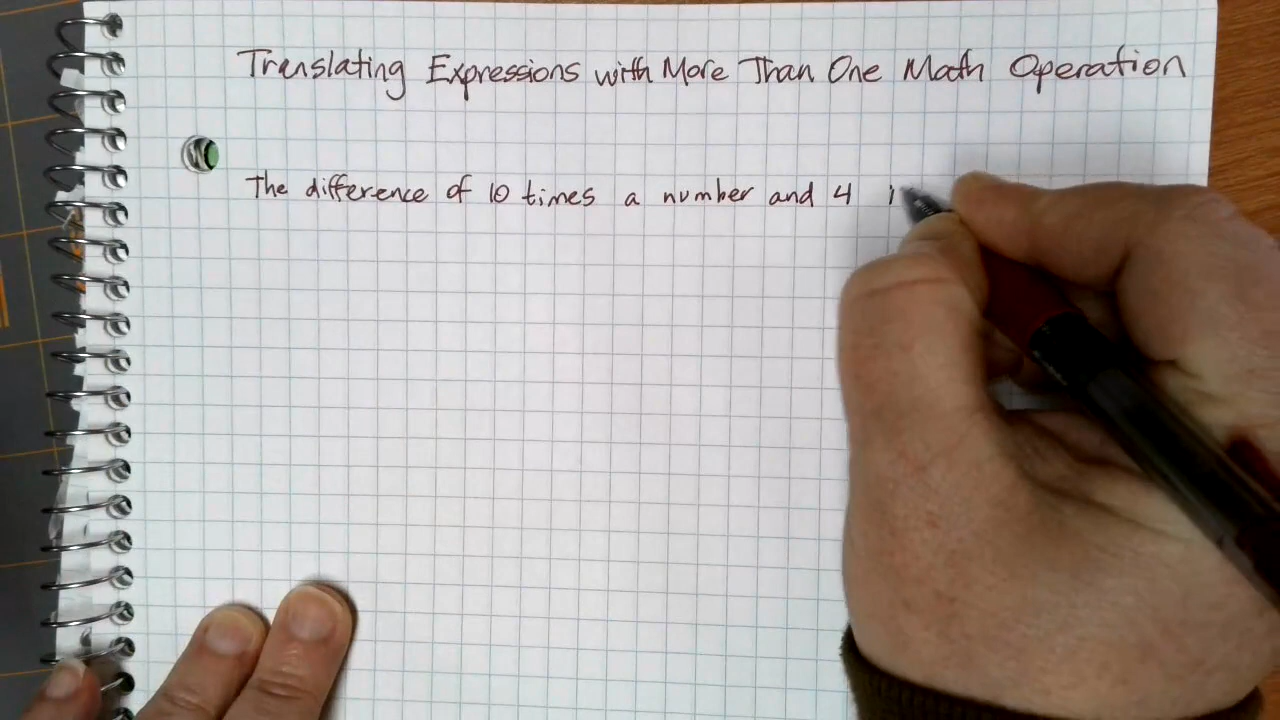 Translating Expressions with More Than One Math Operation
The difference of 10 times a number and 4